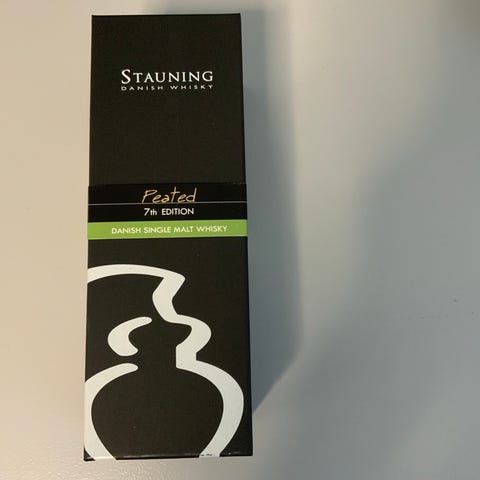 STAUNING
DANISH WHISKY
Peated
7th EDITION
DANISH SINGLE MALT WHISKY